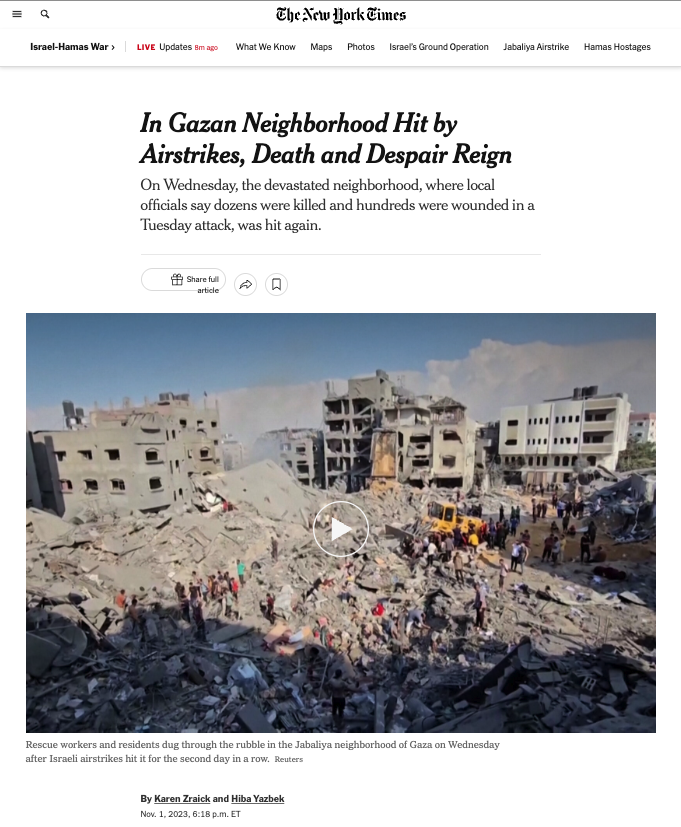 The New York Times
Israel-Hamas War › LIVE Updates 8m ago What We Know Maps Photos Israel's Ground Operation Jabaliya Airstrike Hamas Hostages
In Gazan Neighborhood Hit by
Airstrikes, Death and Despair Reign
On Wednesday, the devastated neighborhood, where local
officials say dozens were killed and hundreds were wounded in a
Tuesday attack, was hit again.
Share full
article
Rescue workers and residents dug through the rubble in the Jabaliya neighborhood of Gaza on Wednesday
after Israeli airstrikes hit it for the second day in a row. Reuters
By Karen Zraick and Hiba Yazbek
Nov. 1, 2023, 6:18 p.m. ET